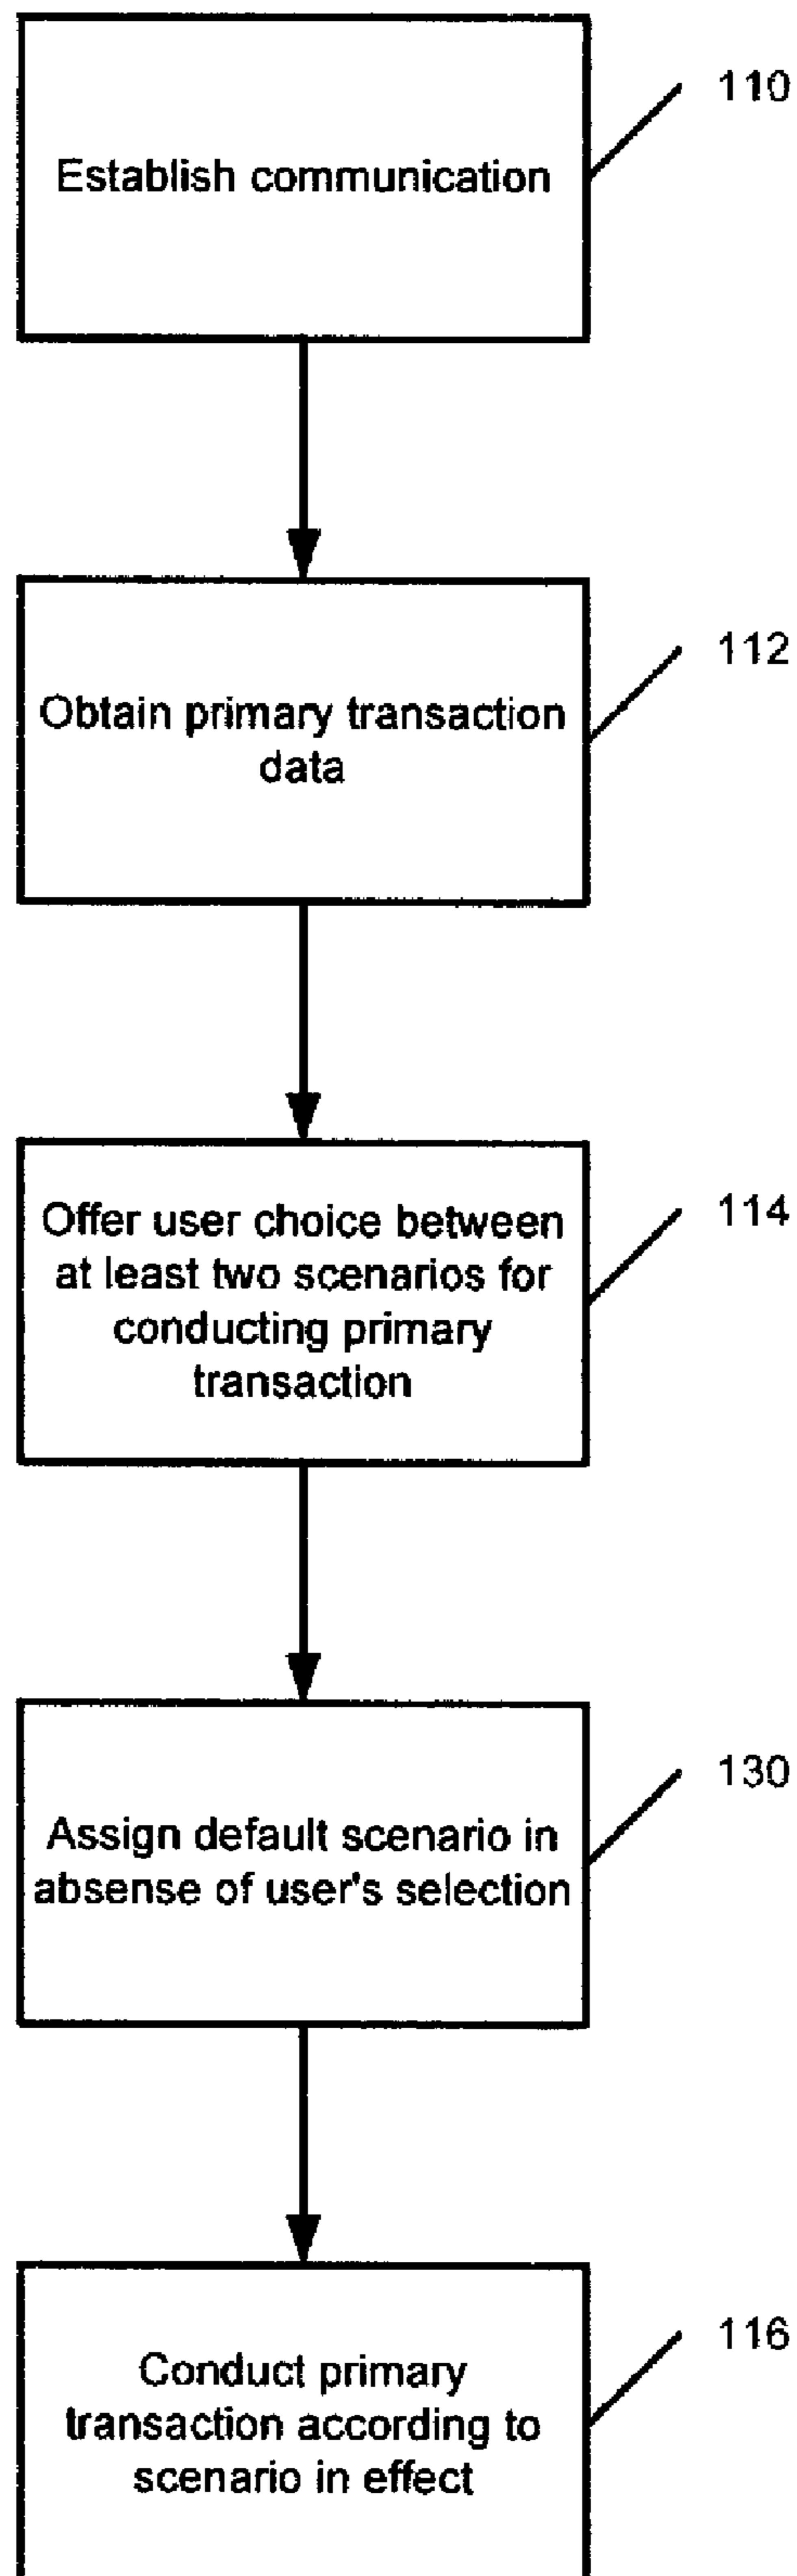 Establish communication
110
Obtain primary transaction
data
112
Offer user choice between
at least two scenarios for
conducting primary
transaction
114
Assign default scenario in
absense of user's selection
130
Conduct primary
transaction according to
scenario in effect
116